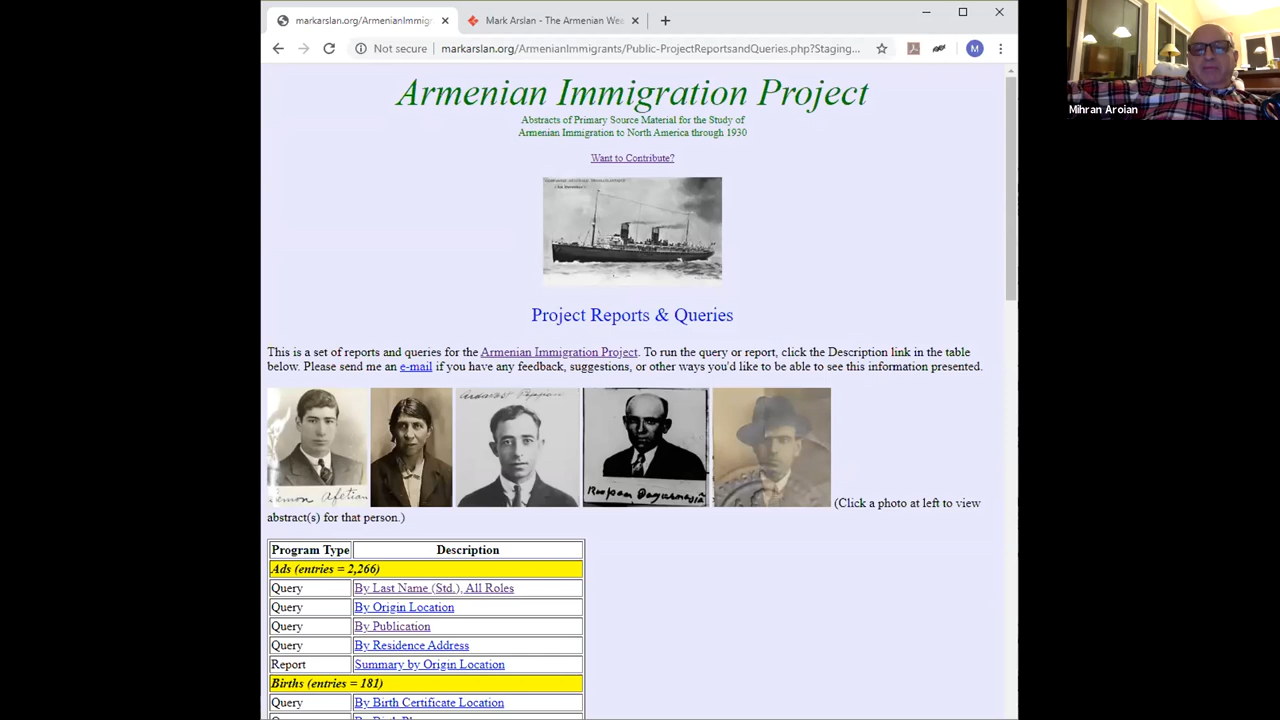 markarslan.org/ArmenianImmig
Mark Arslan - The Armenian Wee
Not secure
markarslan.org/ArmenianImmigrants/Public-ProjectReportsandQueries.php?Staging...
M
Mihran Aroian
Armenian Immigration Project
Abstracts of Primary Source Material for the Study of
Armenian Immigration to North America through 1930
Want to Contribute?
Project Reports & Queries
This is a set of reports and queries for the Armenian Immigration Project. To run the query or report, click the Description link in the table
below. Please send me an e-mail if you have any feedback, suggestions, or other ways you'd like to be able to see this information presented.
(Click a photo at left to view
abstract(s) for that person.)
Program Type Description
Ads (entries = 2,266)
Query By Last Name (Std.), All Roles
Query By Origin Location
Query By Publication
Query By Residence Address
Report Summary by Origin Location
Births (entries = 181)
Query By Birth Certificate Location